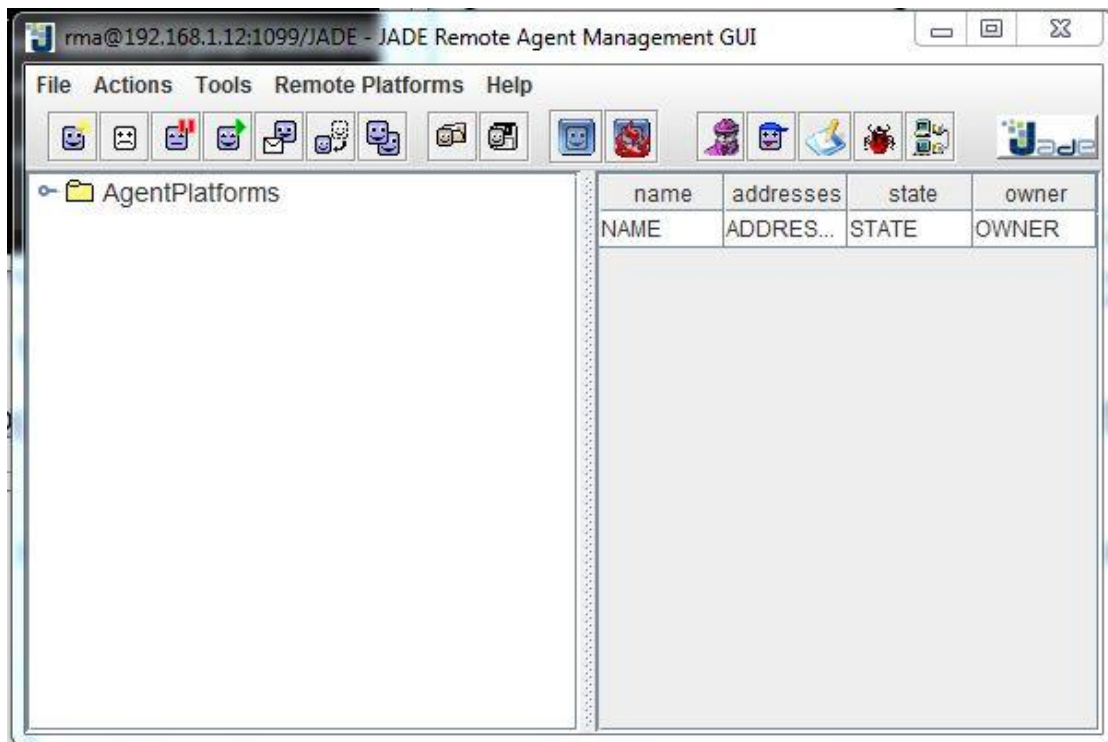 rma@192.168.1.12:1099/JADE - JADE Remote Agent Management GUI
File Actions Tools Remote Platforms Help
Jade
AgentPlatforms
name addresses state owner
NAME ADDRES... STATE OWNER